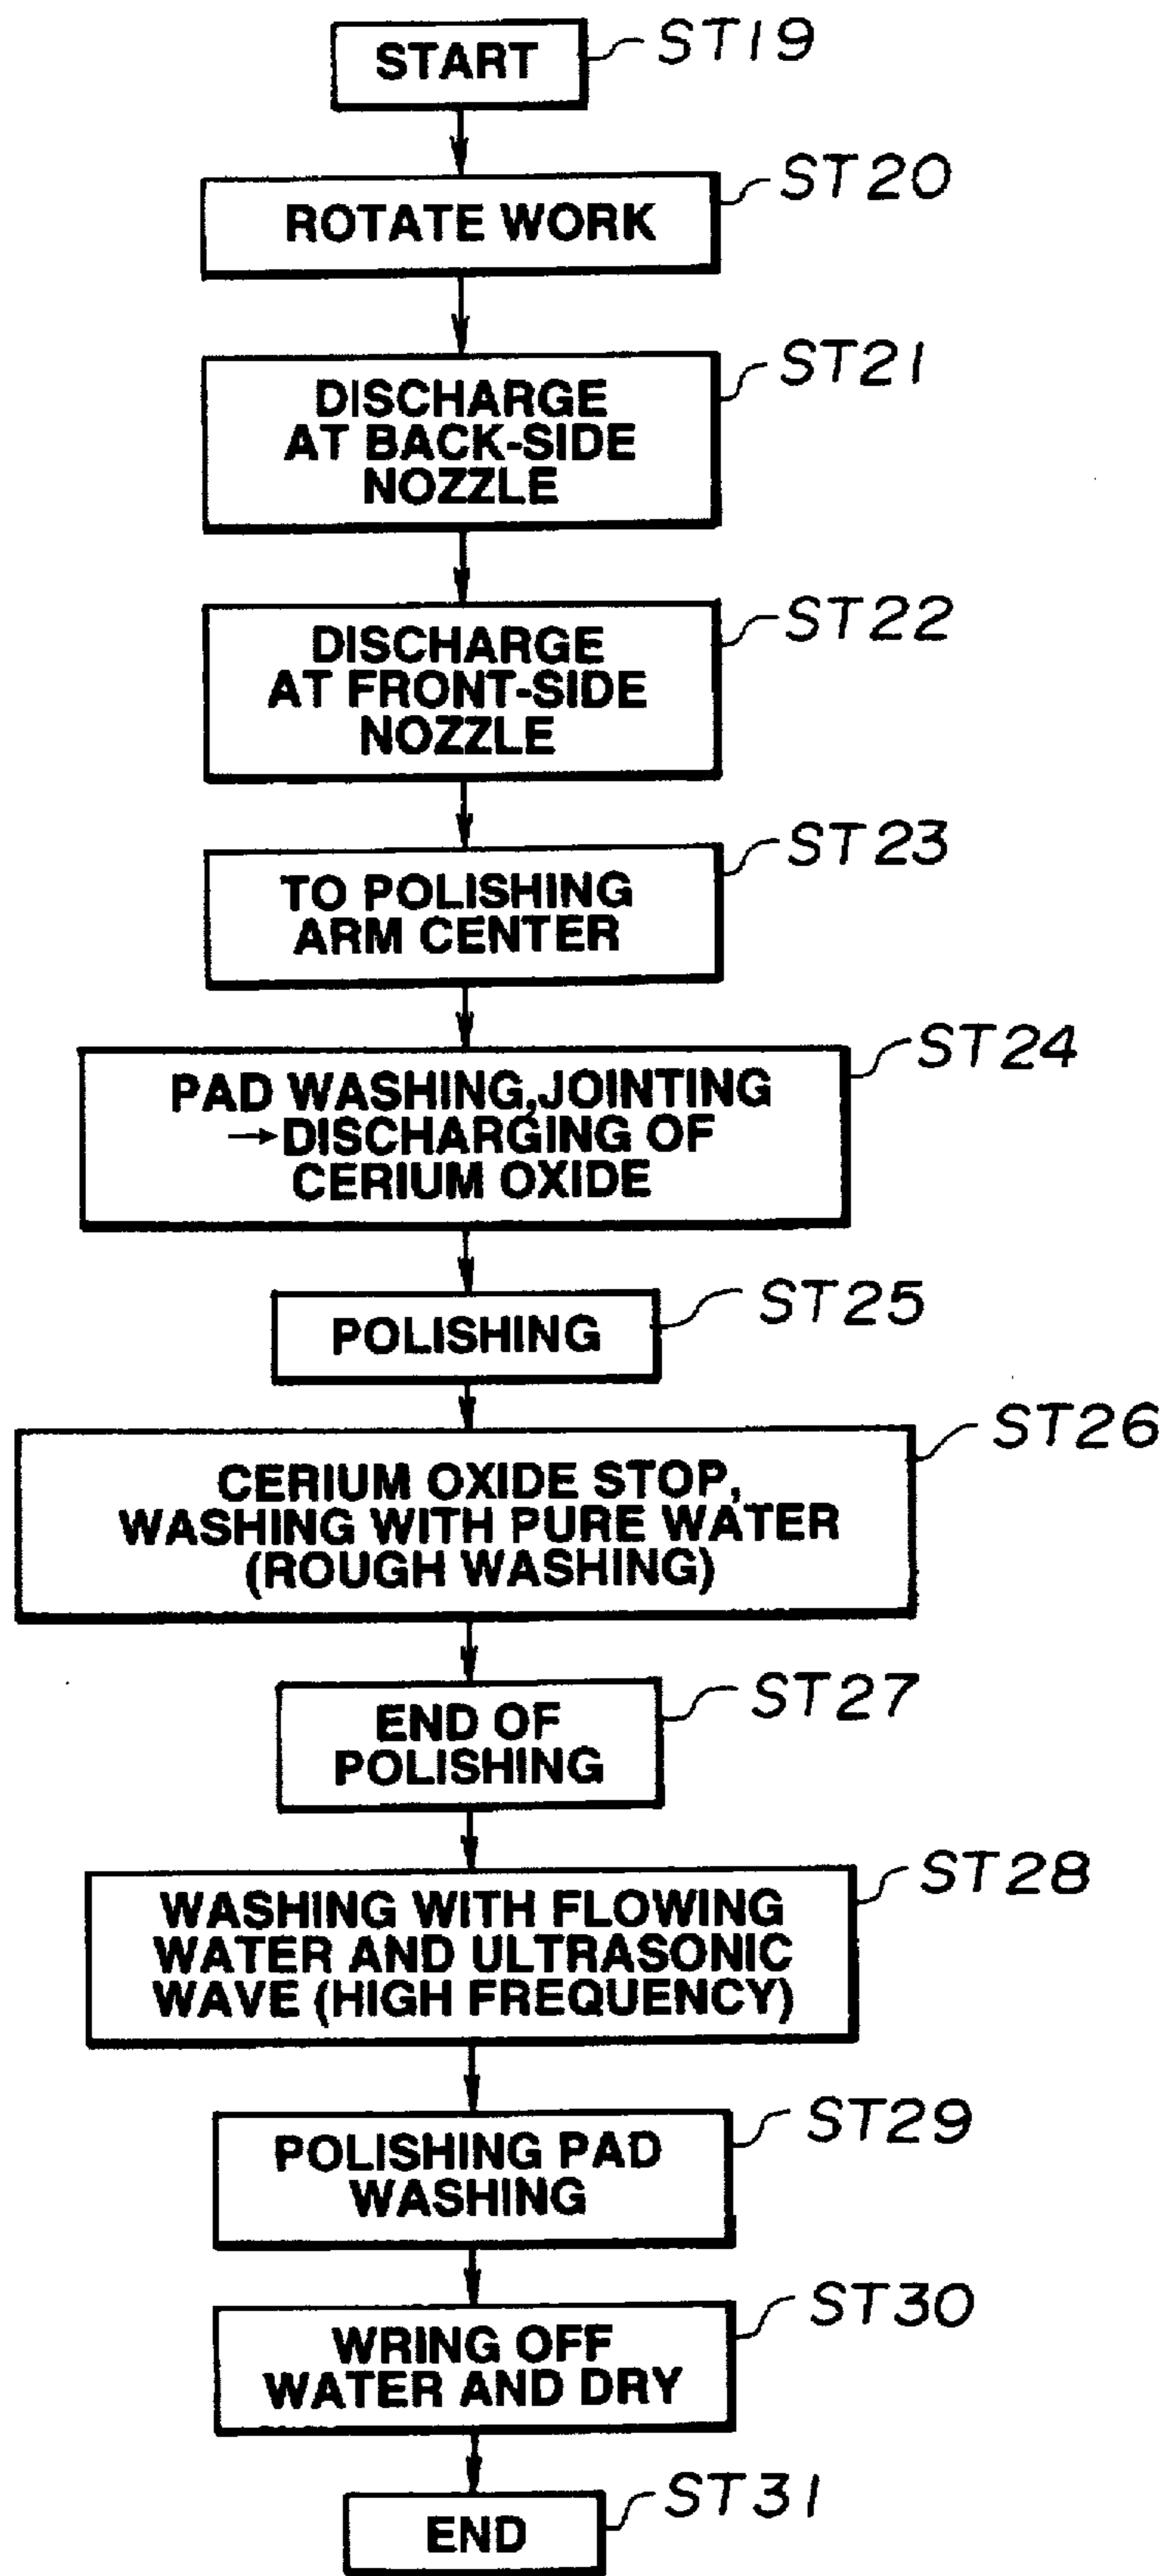 START
ST19
ROTATE WORK
ST20
DISCHARGE
AT BACK-SIDE
NOZZLE
ST21
DISCHARGE
AT FRONT-SIDE
NOZZLE
ST22
TO POLISHING
ARM CENTER
ST23
PAD WASHING,JOINTING
→DISCHARGING OF
CERIUM OXIDE
ST24
POLISHING
ST25
CERIUM OXIDE STOP,
WASHING WITH PURE WATER
(ROUGH WASHING)
ST26
END OF
POLISHING
ST27
WASHING WITH FLOWING
WATER AND ULTRASONIC
WAVE (HIGH FREQUENCY)
ST28
POLISHING PAD
WASHING
ST29
WRING OFF
WATER AND DRY
ST30
END
ST31